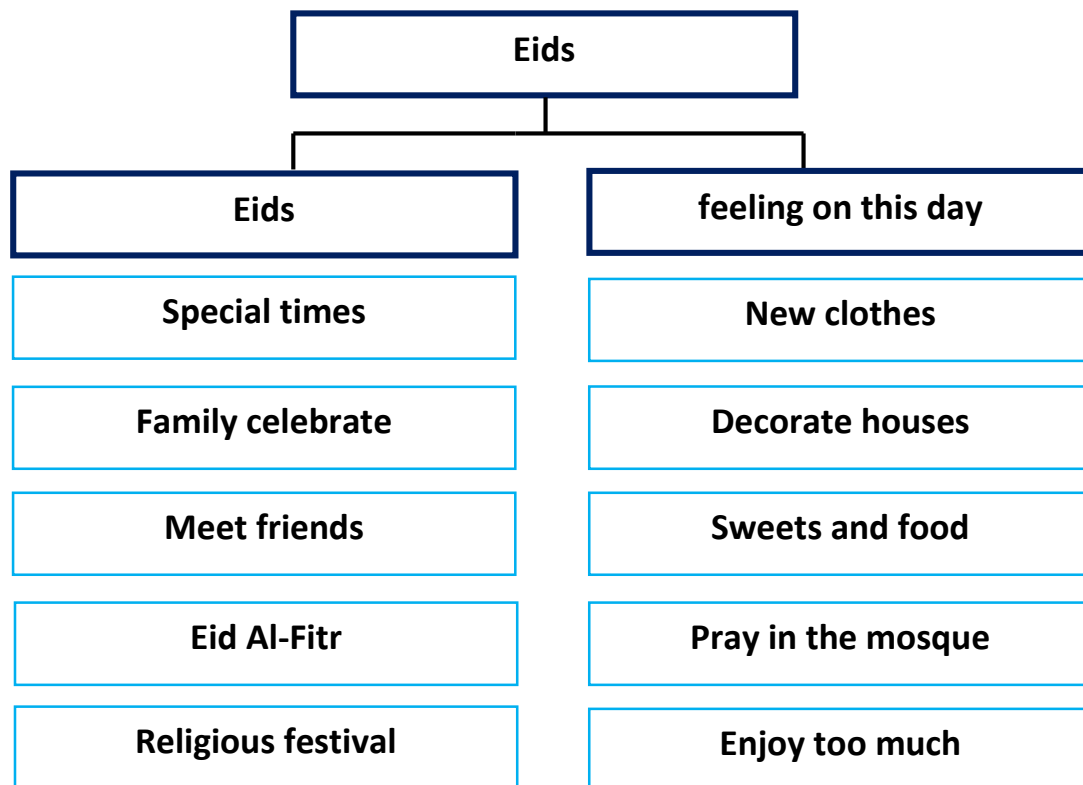 Eids
Eids
feeling on this day
Special times
New clothes
Family celebrate
Decorate houses
Meet friends
Sweets and food
Eid Al-Fitr
Pray in the mosque
Religious festival
Enjoy too much